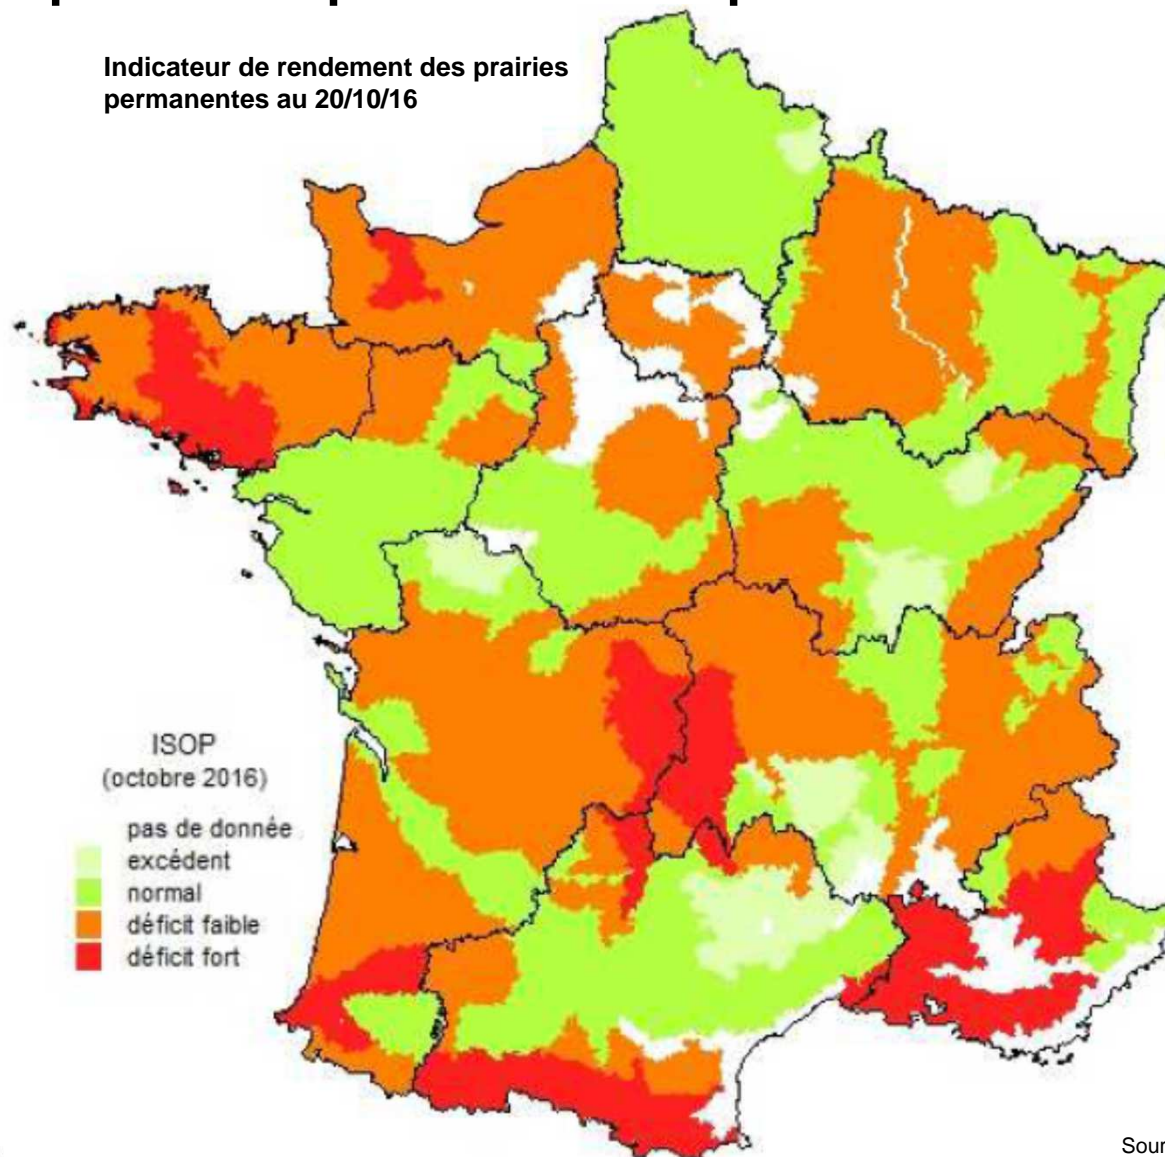 Indicateur de rendement des prairies
permanentes au 20/10/16
ISOP
(octobre 2016)
pas de donnée
excédent
normal
déficit faible
déficit fort
Sour